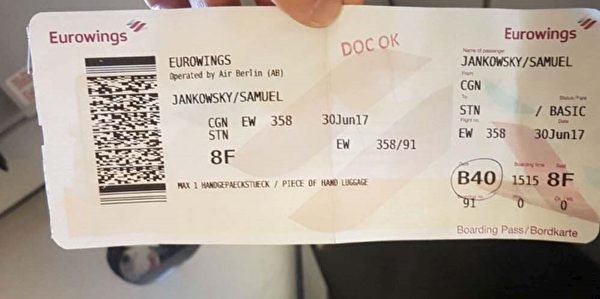 Eurowings
DOC OK
EUROWINGS
Operated by Air Berlin (AB)
JANKOWSKY/SAMUEL
CGN EW 358 30Jun17
STN
EW 358/91
8F
MAX 1 HANDGEPAECKSTUECK / PIECE OF HAND LUGGAGE
Eurowings
Name of passenger
JANKOWSKY/SAMUEL
From
CGN
To
STN / BASIC
Flight no. Date
EW 358 30Jun17
Gate Boarding time Seat
B40 1515 8F
91 0 0
Boarding Pass/Bordkarte